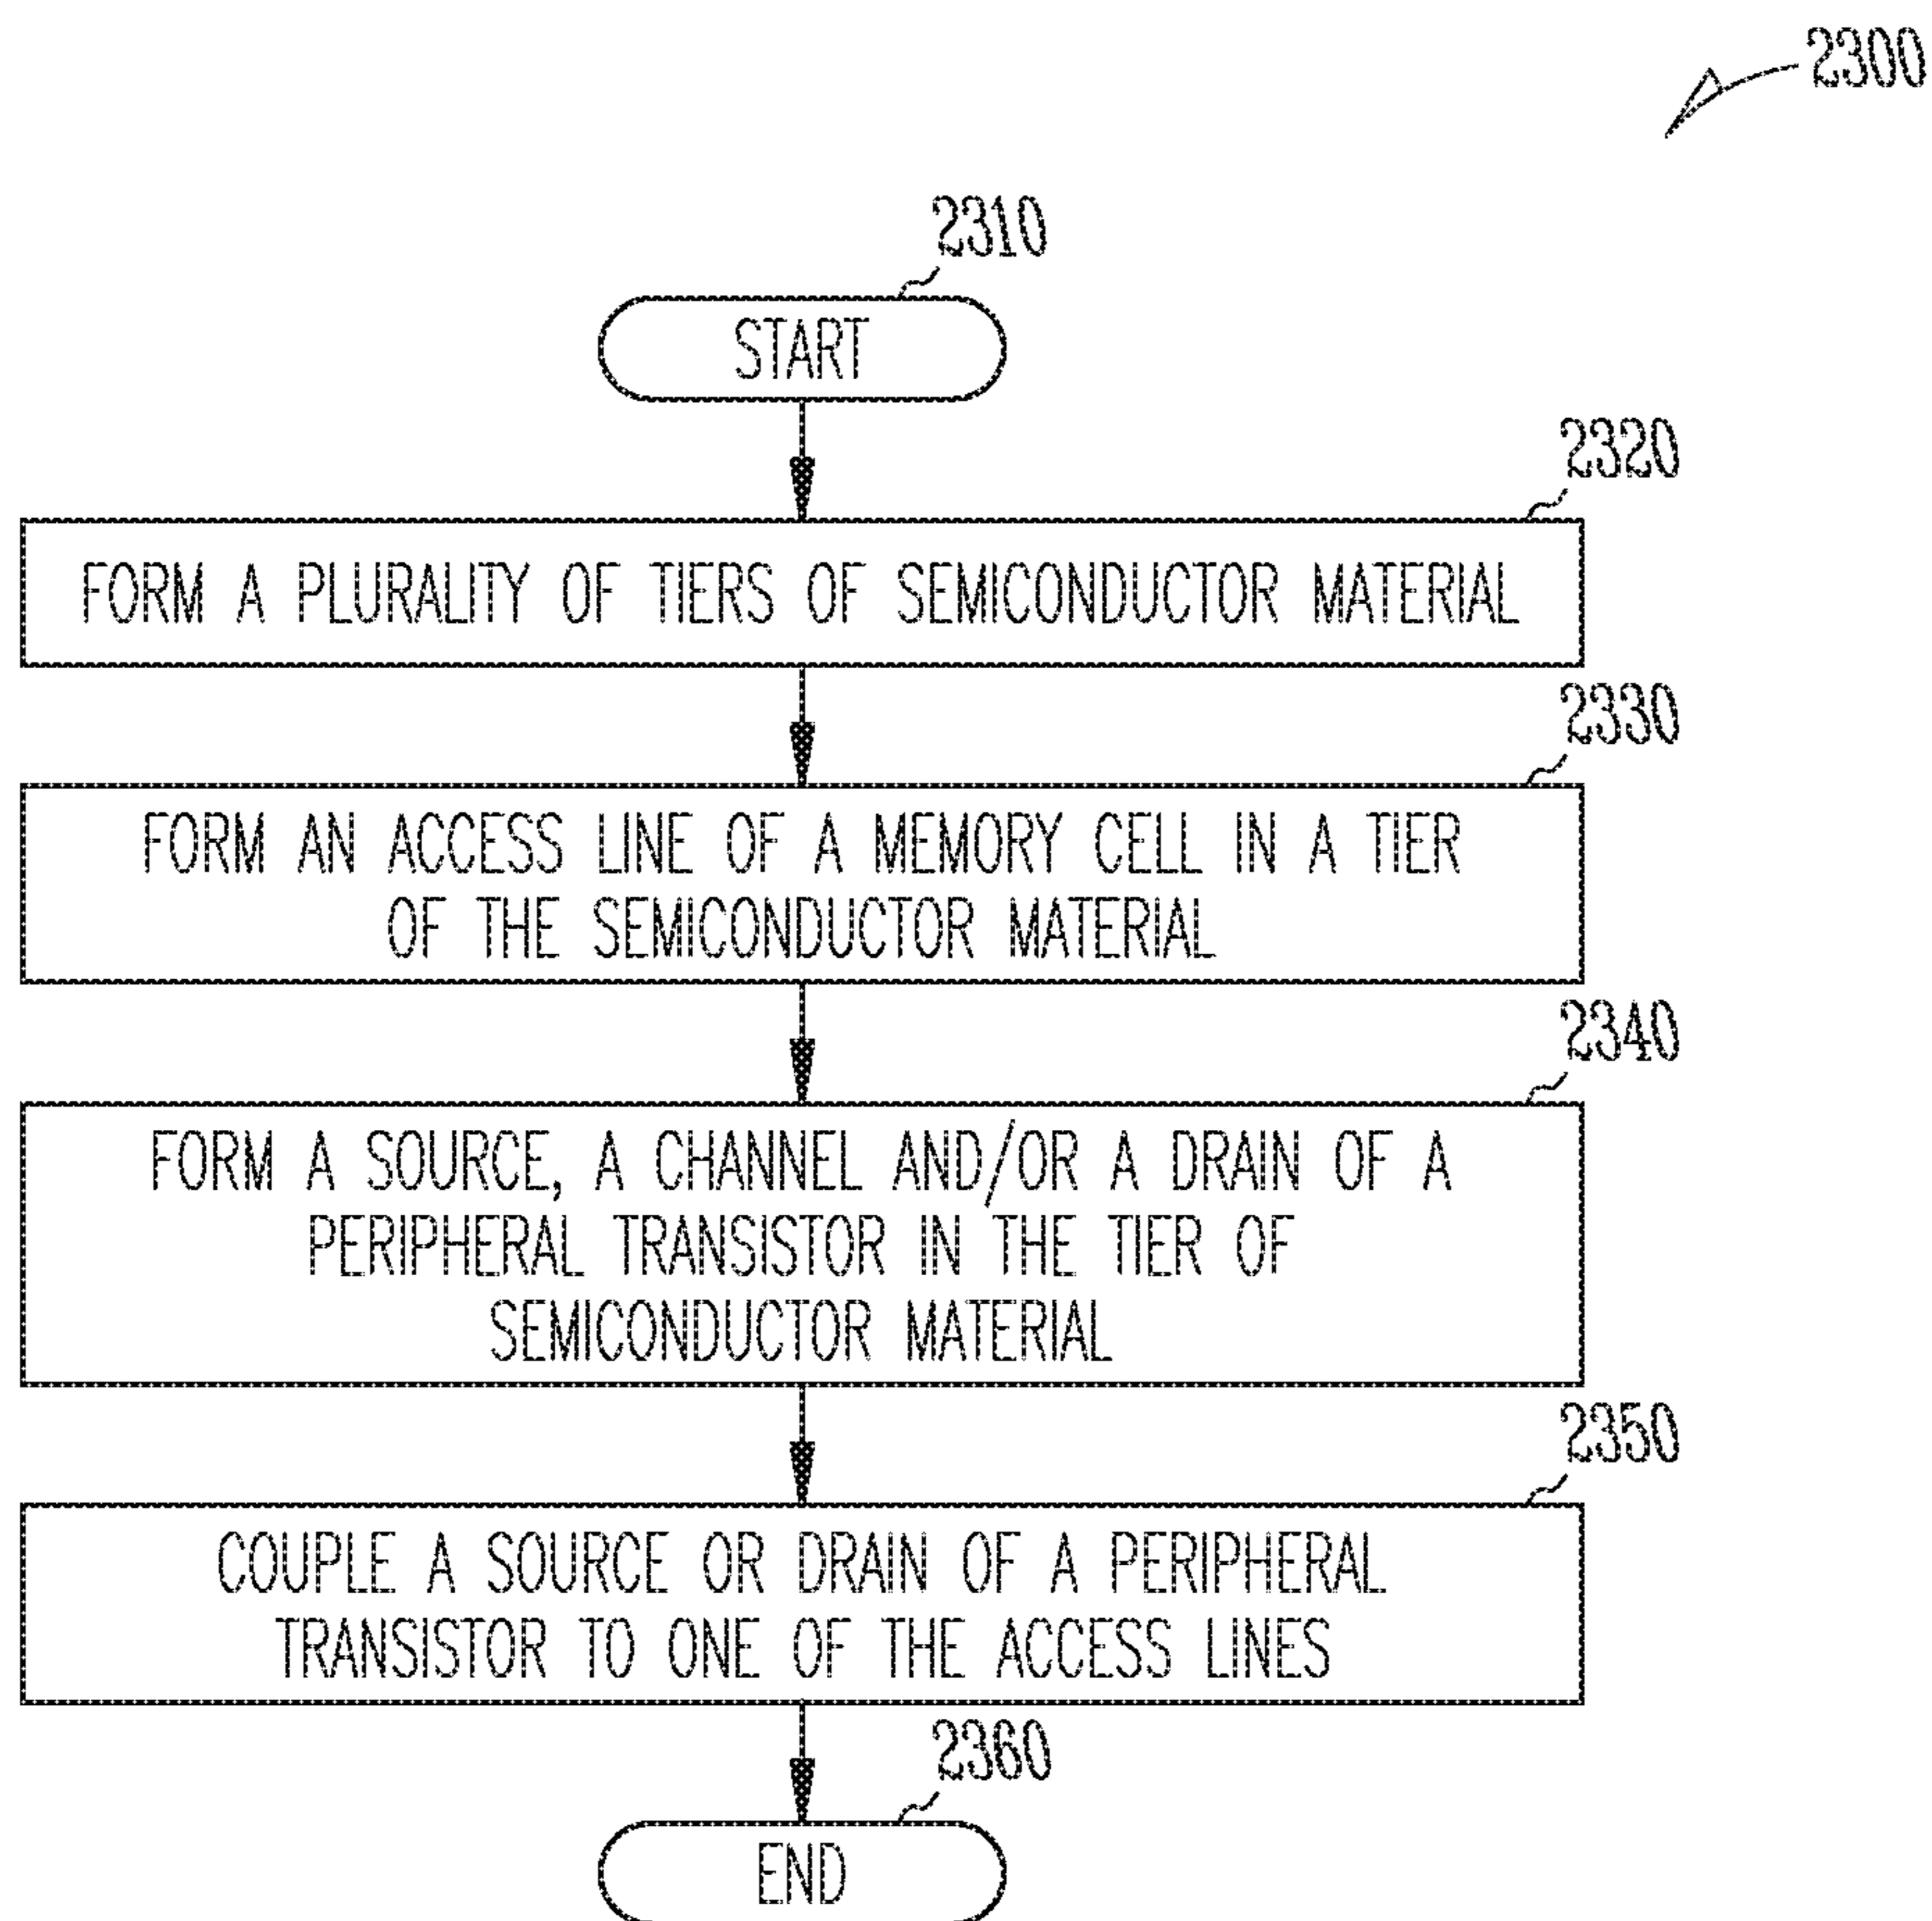 2300
2310
START
2320
FORM A PLURALITY OF TIERS OF SEMICONDUCTOR MATERIAL
2330
FORM AN ACCESS LINE OF A MEMORY CELL IN A TIER
OF THE SEMICONDUCTOR MATERIAL
2340
FORM A SOURCE, A CHANNEL AND/OR A DRAIN OF A
PERIPHERAL TRANSISTOR IN THE TIER OF
SEMICONDUCTOR MATERIAL
2350
COUPLE A SOURCE OR DRAIN OF A PERIPHERAL
TRANSISTOR TO ONE OF THE ACCESS LINES
2360
END